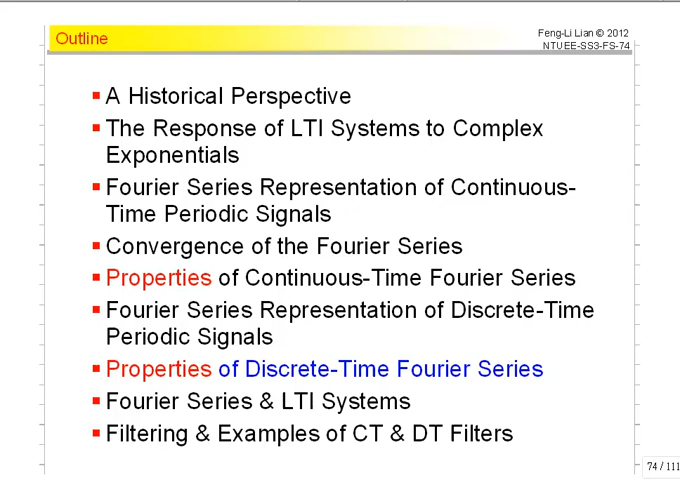 Outline
Feng-Li Lian © 2012
NTUEE-SS3-FS-74
▪ A Historical Perspective
▪ The Response of LTI Systems to Complex
Exponentials
▪ Fourier Series Representation of Continuous-
Time Periodic Signals
▪ Convergence of the Fourier Series
▪ Properties of Continuous-Time Fourier Series
▪ Fourier Series Representation of Discrete-Time
Periodic Signals
▪ Properties of Discrete-Time Fourier Series
▪ Fourier Series & LTI Systems
▪ Filtering & Examples of CT & DT Filters
74 / 111